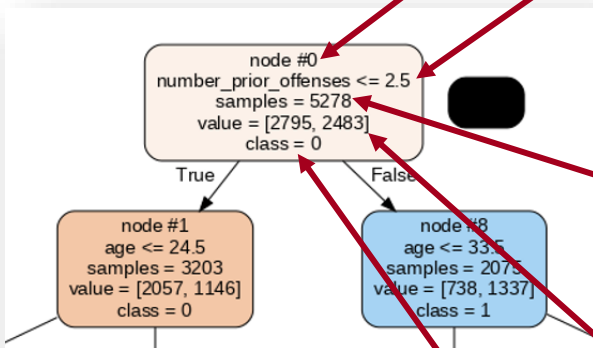 node #0
number_prior_offenses <= 2.5
samples = 5278
value = [2795, 2483]
class = 0
True
False
node #1
age <= 24.5
samples = 3203
value = [2057, 1146]
class = 0
node #8
age <= 33.5
samples = 2075
value = [738, 1337]
class = 1